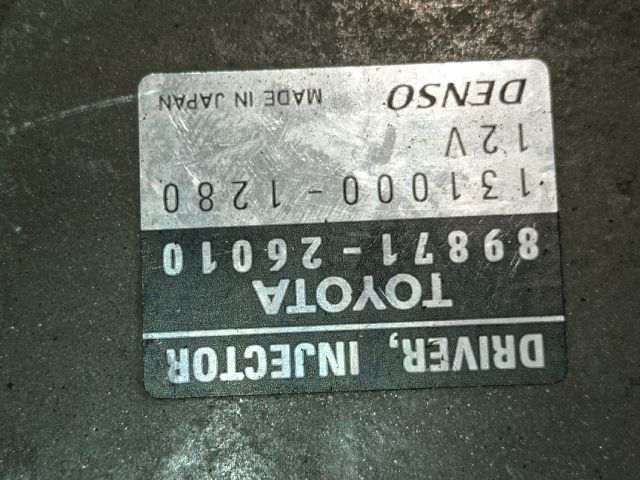 DRIVER, INJECTOR
TOYOTA
89871-26010
131000-1280
12V
DENSO MADE IN JAPAN